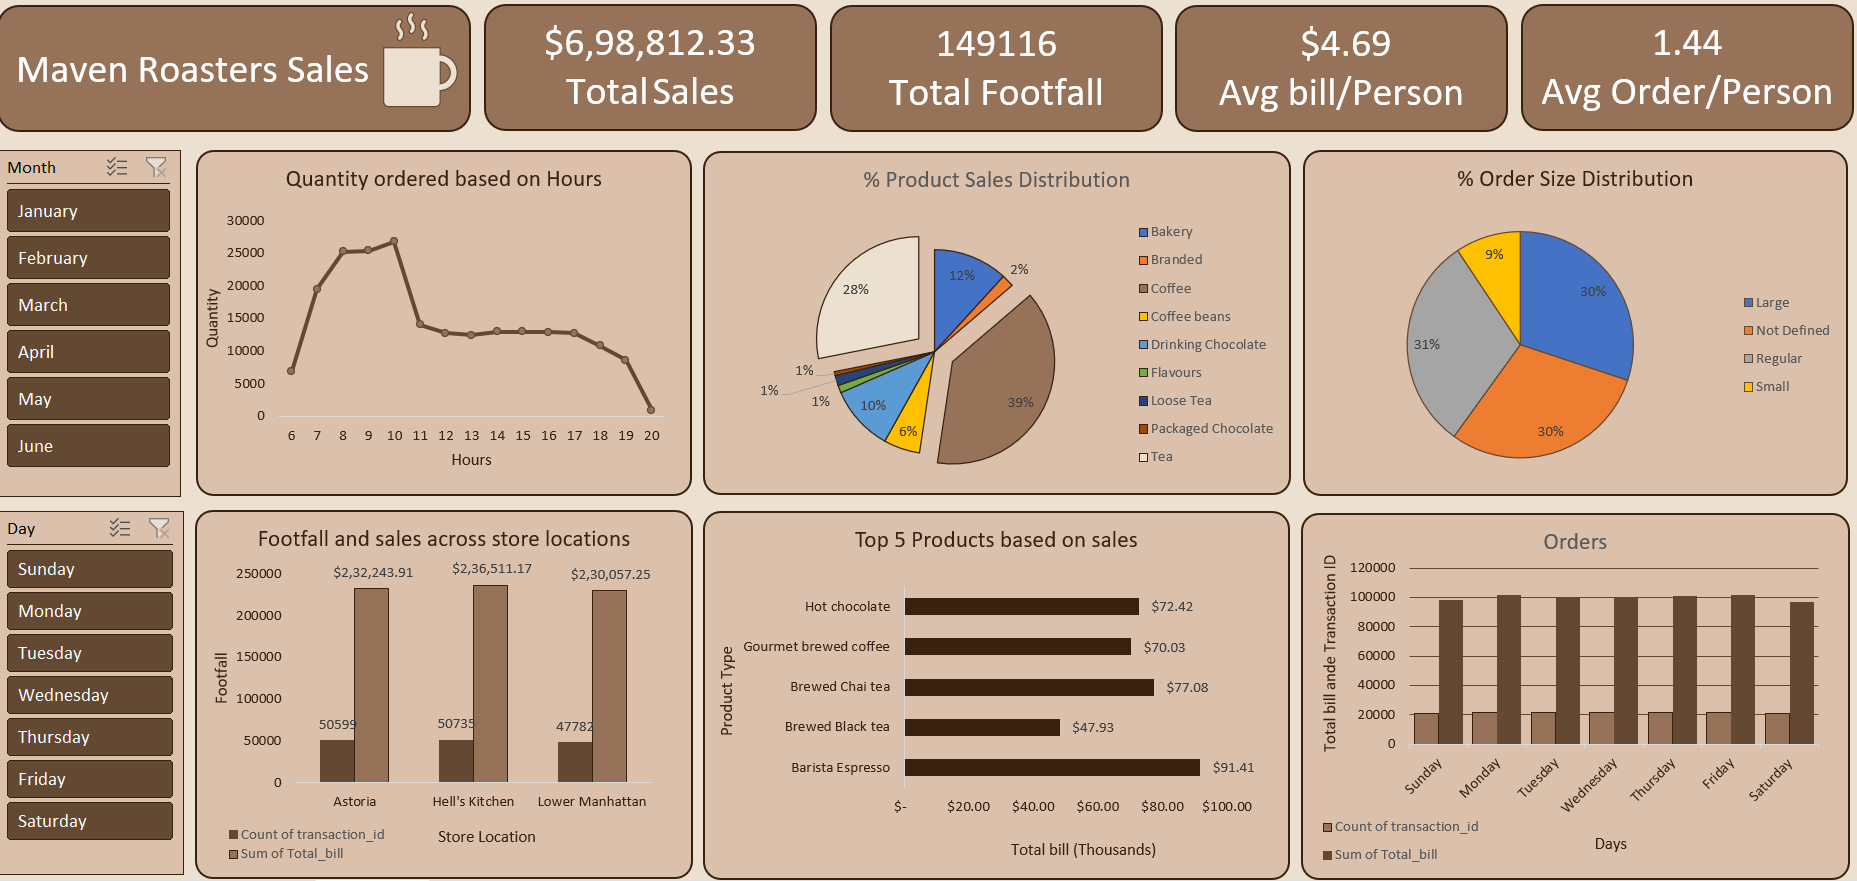 Maven Roasters Sales
$6,98,812.33
Total Sales
149116
Total Footfall
$4.69
Avg bill/Person
1.44
Avg Order/Person
Month
January
February
March
April
May
June
Quantity ordered based on Hours
30000
25000
20000
15000
10000
5000
0
Quantity
6 7 8 9 10 11 12 13 14 15 16 17 18 19 20
Hours
% Product Sales Distribution
12%
2%
39%
6%
10%
1%
1%
1%
28%
Bakery
Branded
Coffee
Coffee beans
Drinking Chocolate
Flavours
Loose Tea
Packaged Chocolate
Tea
% Order Size Distribution
30%
30%
31%
9%
Large
Not Defined
Regular
Small
Day
Sunday
Monday
Tuesday
Wednesday
Thursday
Friday
Saturday
Footfall and sales across store locations
250000
200000
150000
100000
50000
0
Footfall
$2,32,243.91
$2,36,511.17
$2,30,057.25
50599
50735
47782
Astoria
Hell's Kitchen
Lower Manhattan
Store Location
Count of transaction_id
Sum of Total_bill
Top 5 Products based on sales
Product Type
Hot chocolate $72.42
Gourmet brewed coffee $70.03
Brewed Chai tea $77.08
Brewed Black tea $47.93
Barista Espresso $91.41
$- $20.00 $40.00 $60.00 $80.00 $100.00
Total bill (Thousands)
Orders
Total bill ande Transaction ID
120000
100000
80000
60000
40000
20000
0
Sunday
Monday
Tuesday
Wednesday
Thursday
Friday
Saturday
Days
Count of transaction_id
Sum of Total_bill